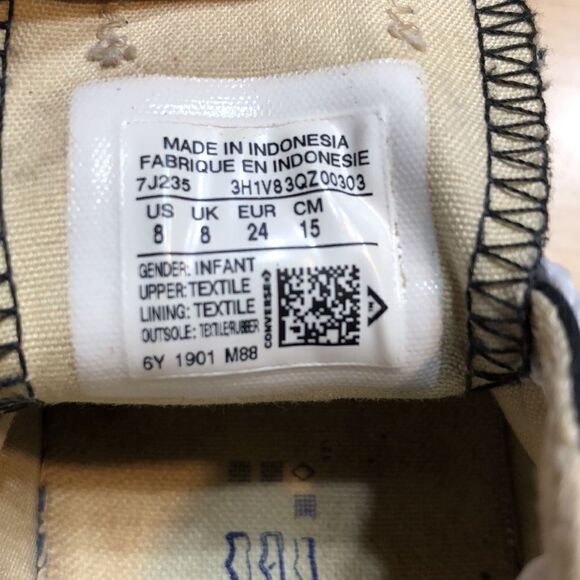 MADE IN INDONESIA
FABRIQUE EN INDONESIE
7J235 3H1V83QZ00303
US UK EUR CM
8 8 24 15
GENDER: INFANT
UPPER: TEXTILE
LINING: TEXTILE
OUTSOLE: TEXTILE/RUBBER
CONVERSE
6Y 1901 M88